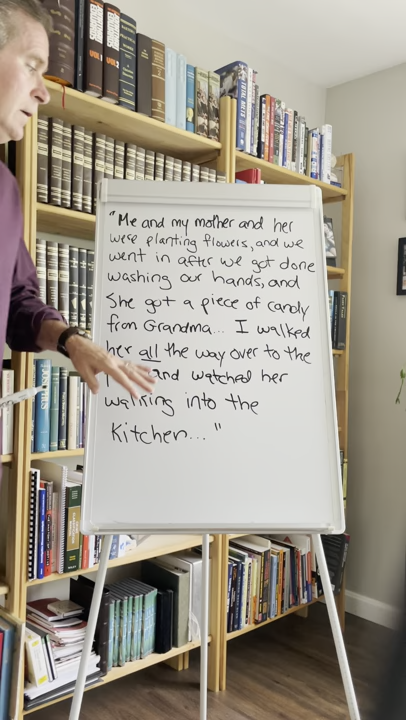 "Me and my mother and her
were planting flowers, and we
went in after we got done
washing our hands, and
She got a piece of candy
from Grandma... I walked
her all the way over to the
and watched her
walking into the
Kitchen..."